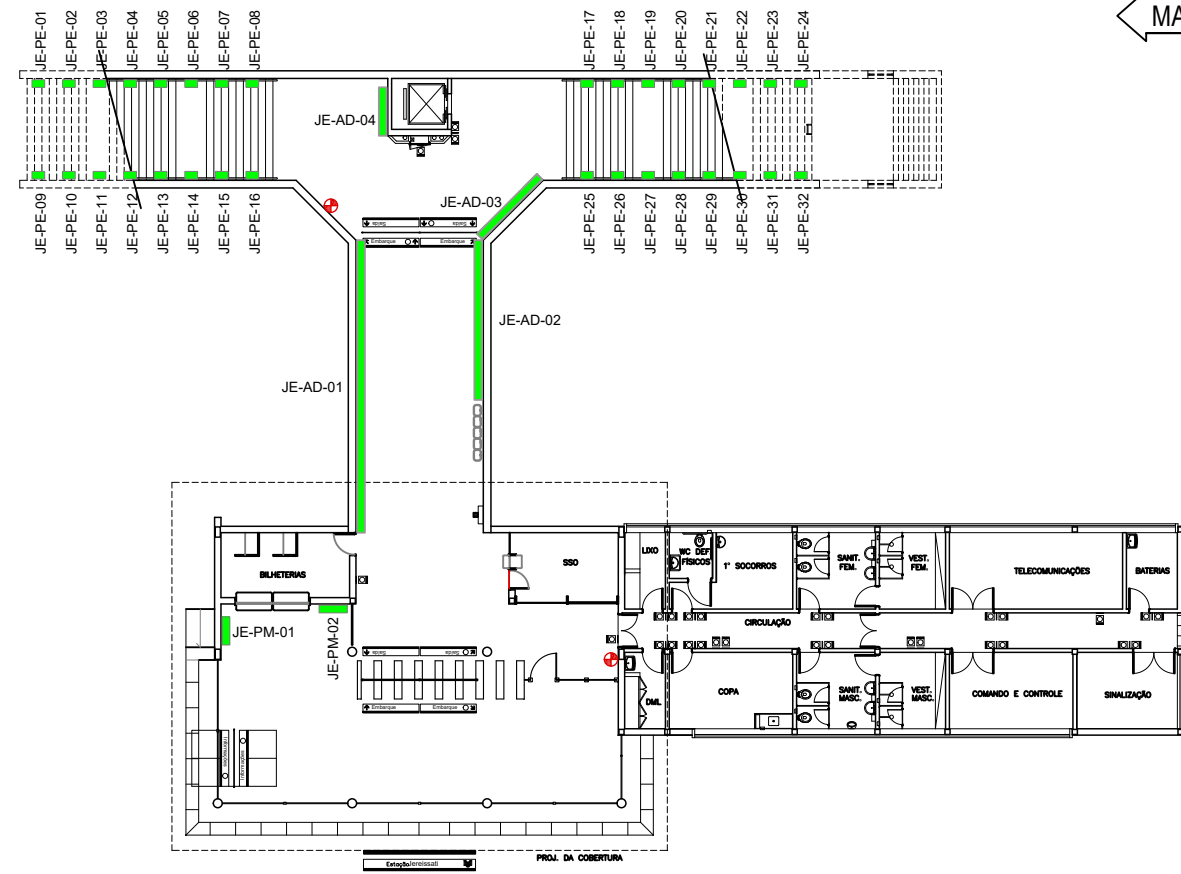 MA
JE-PE-01
JE-PE-02
JE-PE-03
JE-PE-04
JE-PE-05
JE-PE-06
JE-PE-07
JE-PE-08
JE-PE-17
JE-PE-18
JE-PE-19
JE-PE-20
JE-PE-21
JE-PE-22
JE-PE-23
JE-PE-24
JE-AD-04
JE-AD-03
JE-PE-09
JE-PE-10
JE-PE-11
JE-PE-12
JE-PE-13
JE-PE-14
JE-PE-15
JE-PE-16
JE-PE-25
JE-PE-26
JE-PE-27
JE-PE-28
JE-PE-29
JE-PE-30
JE-PE-31
JE-PE-32
Saída
Saída
Embarque
Embarque
JE-AD-02
JE-AD-01
BILHETERIAS
SSO
LIXO
WC DEF
FÍSICOS
1° SOCORROS
SANIT.
FEM.
VEST.
FEM.
TELECOMUNICAÇÕES
BATERIAS
JE-PM-01
JE-PM-02
CIRCULAÇÃO
Saída
Saída
DML
COPA
SANIT.
MASC.
VEST.
MASC.
COMANDO E CONTROLE
SINALIZAÇÃO
Embarque
Embarque
Informações
Informações
PROJ. DA COBERTURA
EstaçãoJereissati